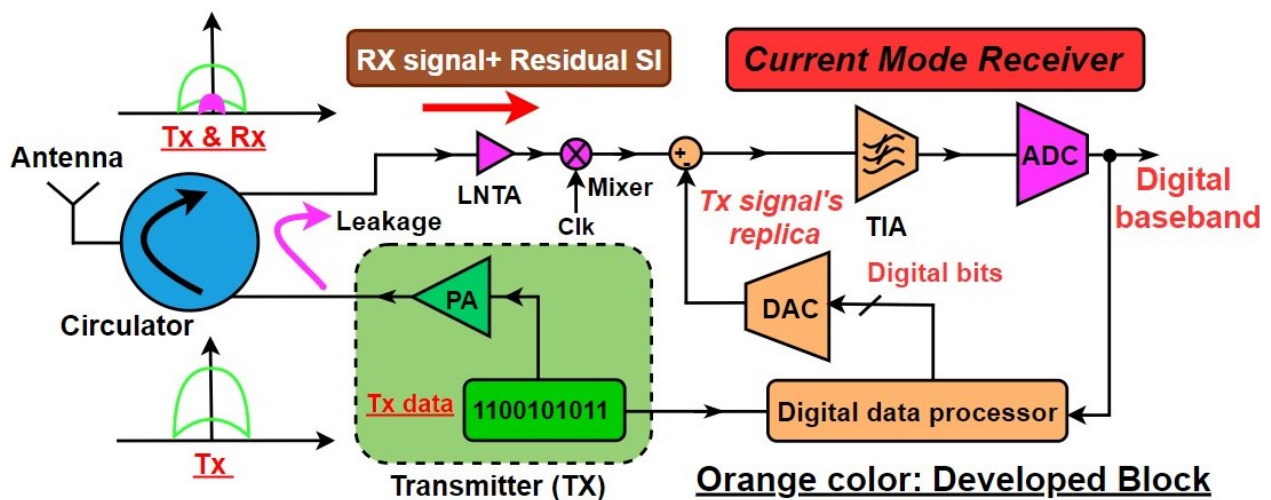 RX signal+ Residual SI
Current Mode Receiver
Tx & Rx
Antenna
LNTA
Mixer
Clk
+
-
TIA
ADC
Digital
baseband
Leakage
Tx signal's
replica
Digital bits
PA
DAC
Circulator
Tx data
1100101011
Digital data processor
Tx
Transmitter (TX)
Orange color: Developed Block